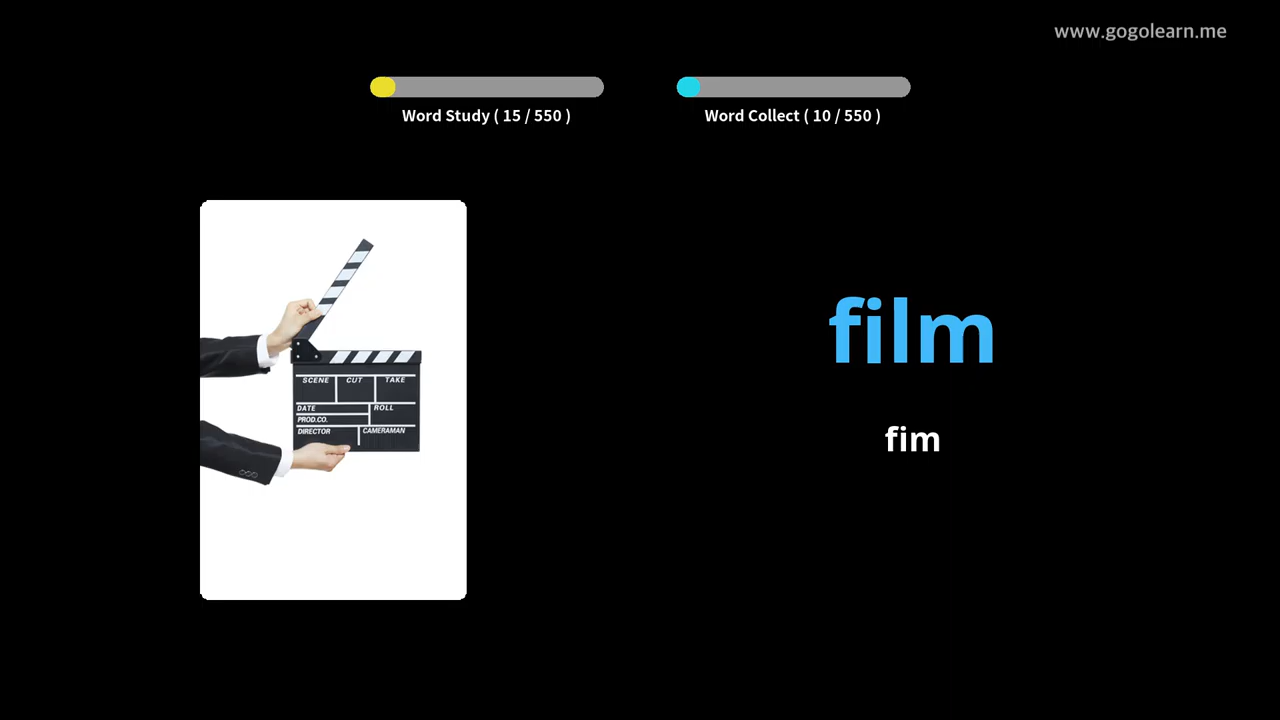 www.gogolearn.me
Word Study ( 15 / 550 )
Word Collect ( 10 / 550 )
SCENE CUT TAKE
DATE ROLL
PROD.CO.
DIRECTOR CAMERAMAN
film
fim